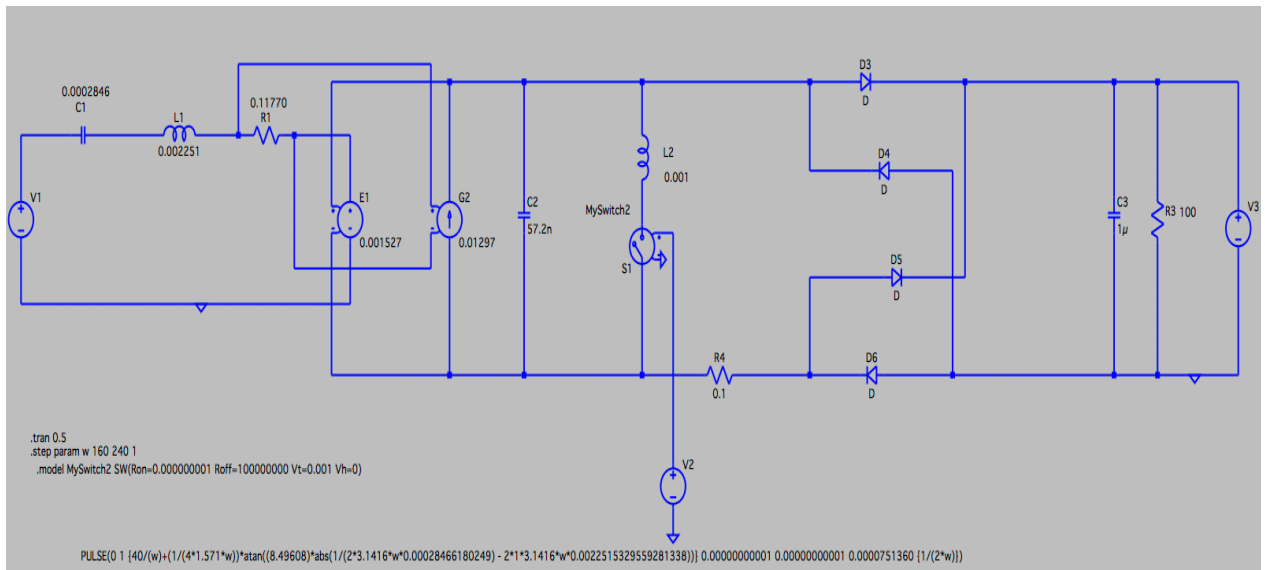 D3
D
0.0002846
C1
L1
0.002251
0.11770
R1
D4
D
L2
0.001
MySwitch2
V1
E1
0.001527
G2
0.01297
C2
57.2n
S1
C3
1µ
R3 100
V3
D5
D
R4
0.1
D6
D
.tran 0.5
.step param w 160 240 1
.model MySwitch2 SW(Ron=0.000000001 Roff=100000000 Vt=0.001 Vh=0)
V2
PULSE(0 1 {40/(w)+(1/(4*1.571*w))*atan((8.49608)*abs(1/(2*3.1416*w*0.00028466180249) - 2*1*3.1416*w*0.0022515329559281338))} 0.00000000001 0.00000000001 0.0000751360 {1/(2*w)})